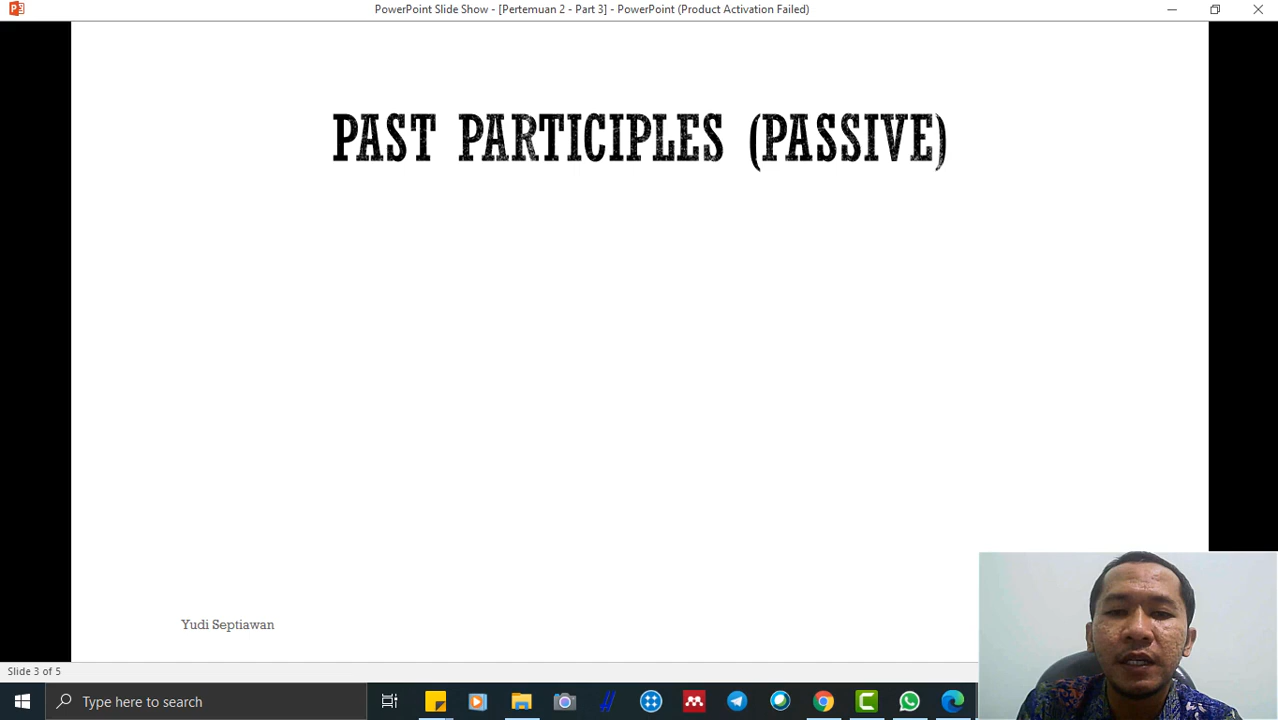 PowerPoint Slide Show - [Pertemuan 2 - Part 3] - PowerPoint (Product Activation Failed)
PAST PARTICIPLES (PASSIVE)
Yudi Septiawan
Slide 3 of 5
Type here to search